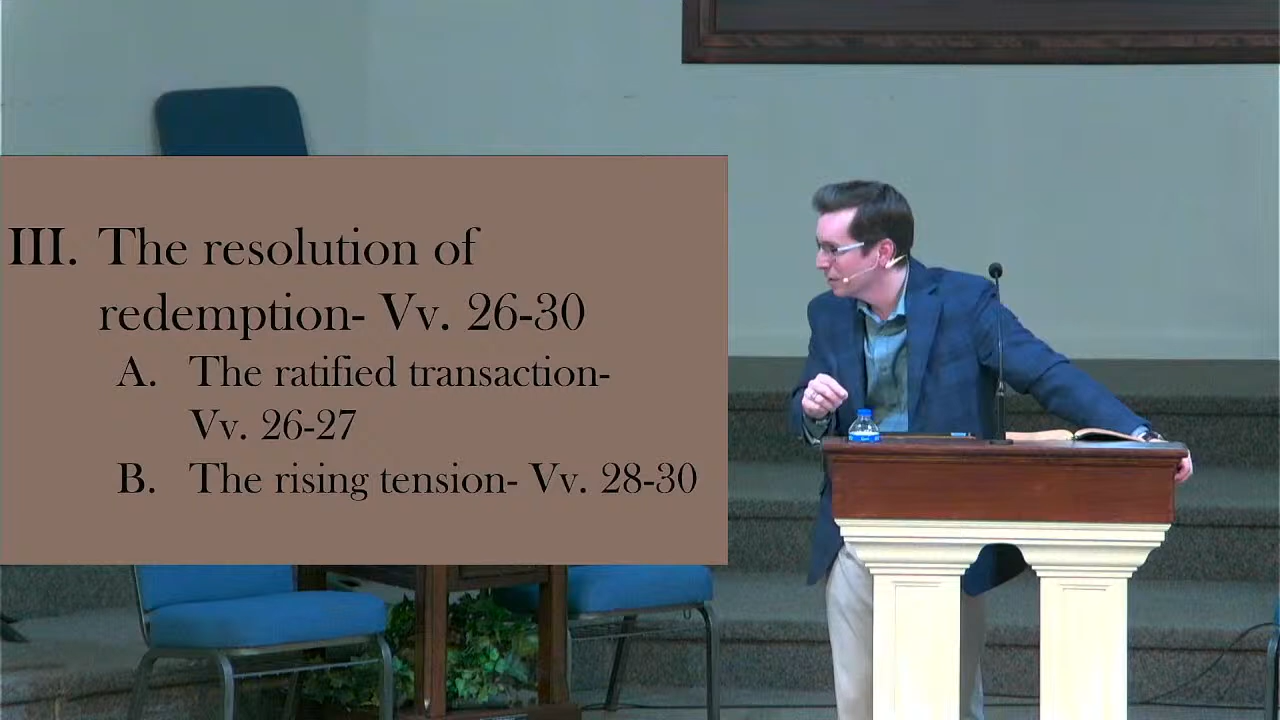 III. The resolution of
redemption- Vv. 26-30
A. The ratified transaction-
Vv. 26-27
B. The rising tension- Vv. 28-30